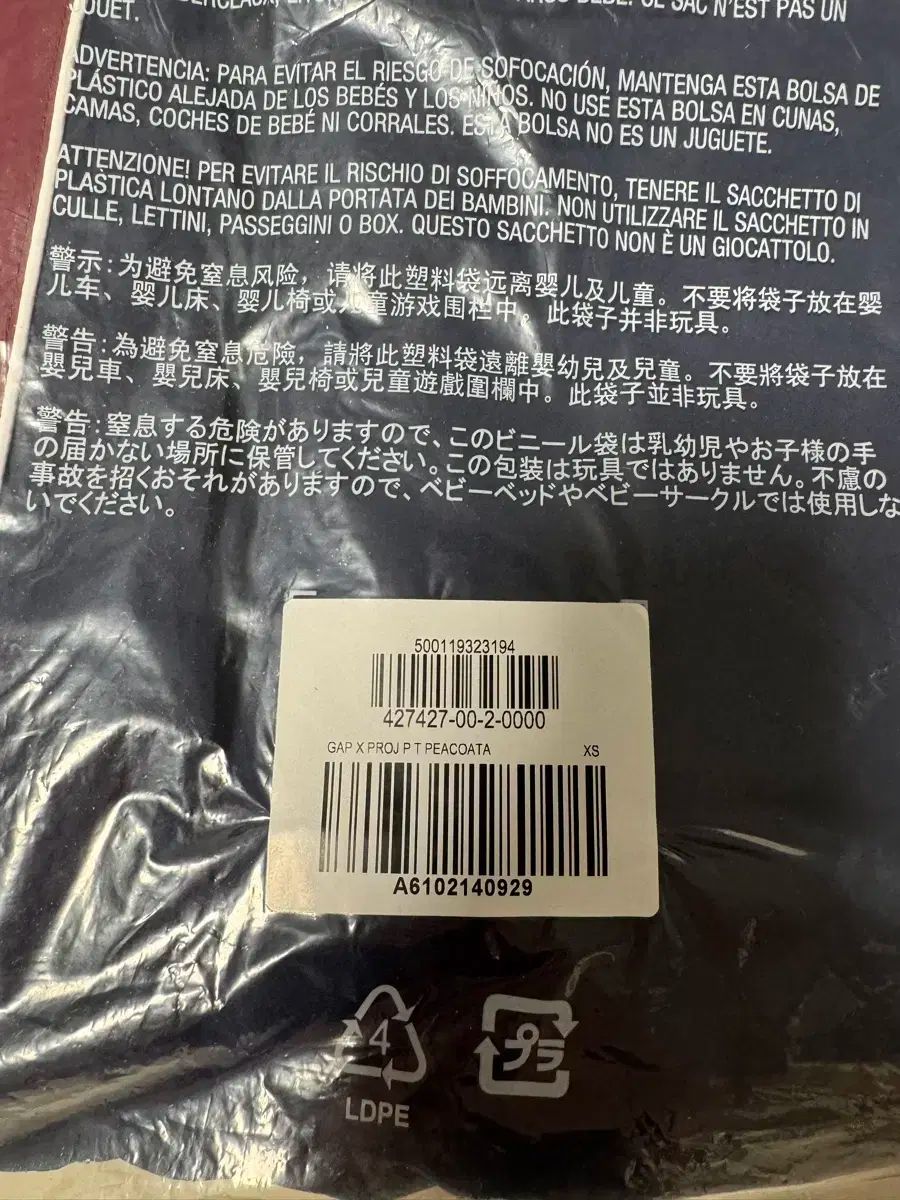 CE SAC N'EST PAS UN
JOUET.
ADVERTENCIA: PARA EVITAR EL RIESGO DE SOFOCACIÓN, MANTENGA ESTA BOLSA DE
PLÁSTICO ALEJADA DE LOS BEBÉS Y LOS NIÑOS. NO USE ESTA BOLSA EN CUNAS,
CAMAS, COCHES DE BEBÉ NI CORRALES. ESTA BOLSA NO ES UN JUGUETE.
ATTENZIONE! PER EVITARE IL RISCHIO DI SOFFOCAMENTO, TENERE IL SACCHETTO DI
PLASTICA LONTANO DALLA PORTATA DEI BAMBINI. NON UTILIZZARE IL SACCHETTO IN
CULLE, LETTINI, PASSEGGINI O BOX. QUESTO SACCHETTO NON È UN GIOCATTOLO.
警示：为避免窒息风险，请将此塑料袋远离婴儿及儿童。不要将袋子放在婴
儿车、婴儿床、婴儿椅或儿童游戏围栏中。此袋子并非玩具。
警告：為避免窒息危險，請將此塑料袋遠離嬰幼兒及兒童。不要將袋子放在
嬰兒車、嬰兒床、嬰兒椅或兒童遊戲圍欄中。此袋子並非玩具。
警告：窒息する危険がありますので、このビニール袋は乳幼児やお子様の手
の届かない場所に保管してください。この包装は玩具ではありません。不慮の
事故を招くおそれがありますので、ベビーベッドやベビーサークルでは使用しな
いでください。
500119323194
427427-00-2-0000
GAP X PROJ P T PEACOATA XS
A6102140929
4 プラ
LDPE